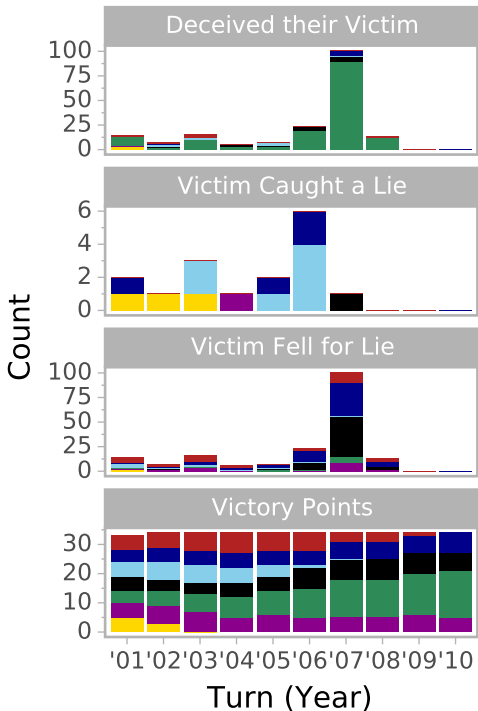 Deceived their Victim
100
75
50
25
0
Victim Caught a Lie
6
4
2
0
Victim Fell for Lie
100
75
50
25
0
Victory Points
30
20
10
0
'01 '02 '03 '04 '05 '06 '07 '08 '09 '10
Turn (Year)
Count